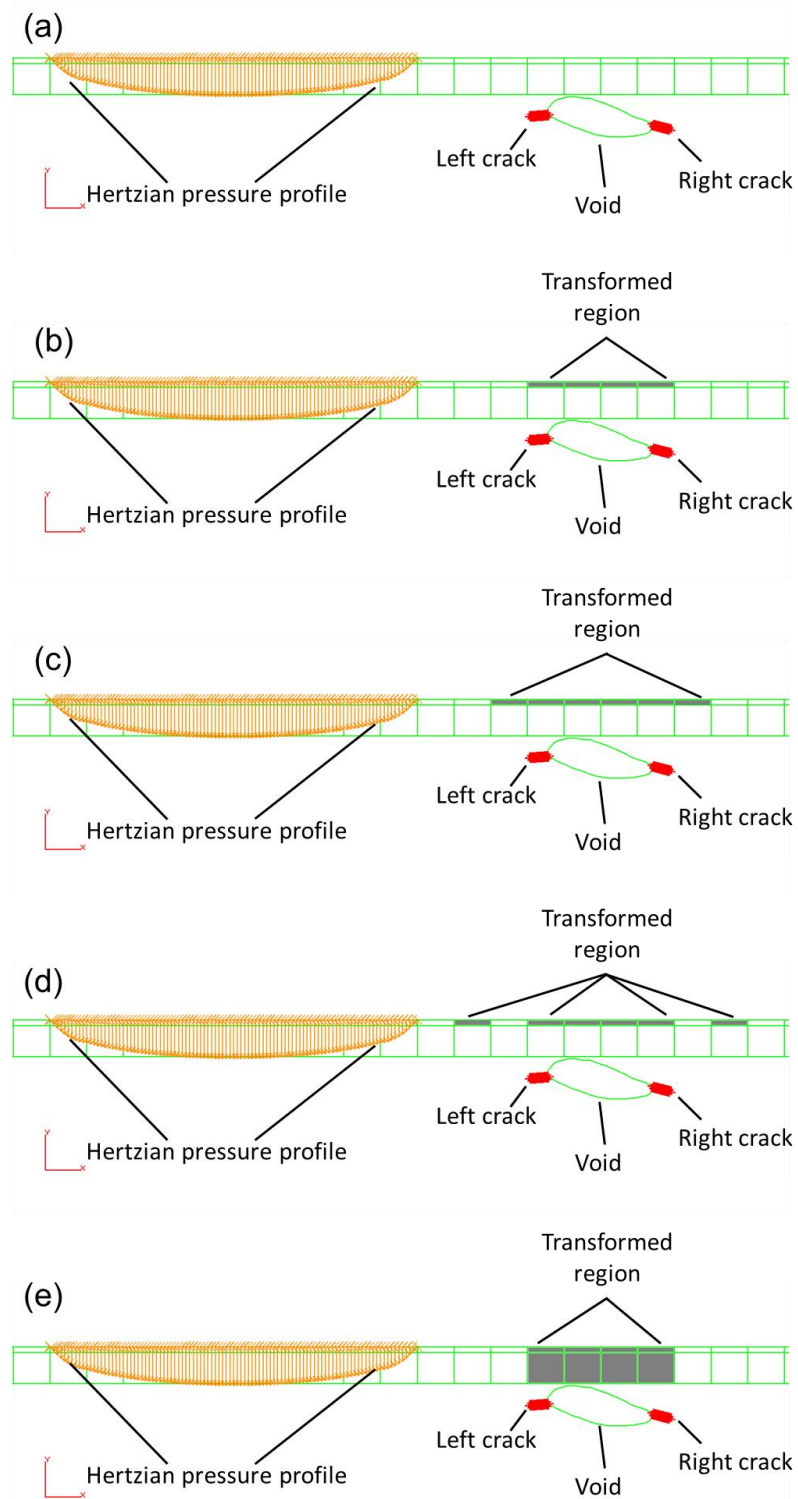 (a)
Left crack
Right crack
Hertzian pressure profile
Void
Y
X
Transformed
region
(b)
Left crack
Right crack
Hertzian pressure profile
Void
Y
X
Transformed
region
(c)
Left crack
Right crack
Hertzian pressure profile
Void
Y
X
Transformed
region
(d)
Left crack
Right crack
Hertzian pressure profile
Void
Y
X
Transformed
region
(e)
Left crack
Right crack
Hertzian pressure profile
Void
Y
X